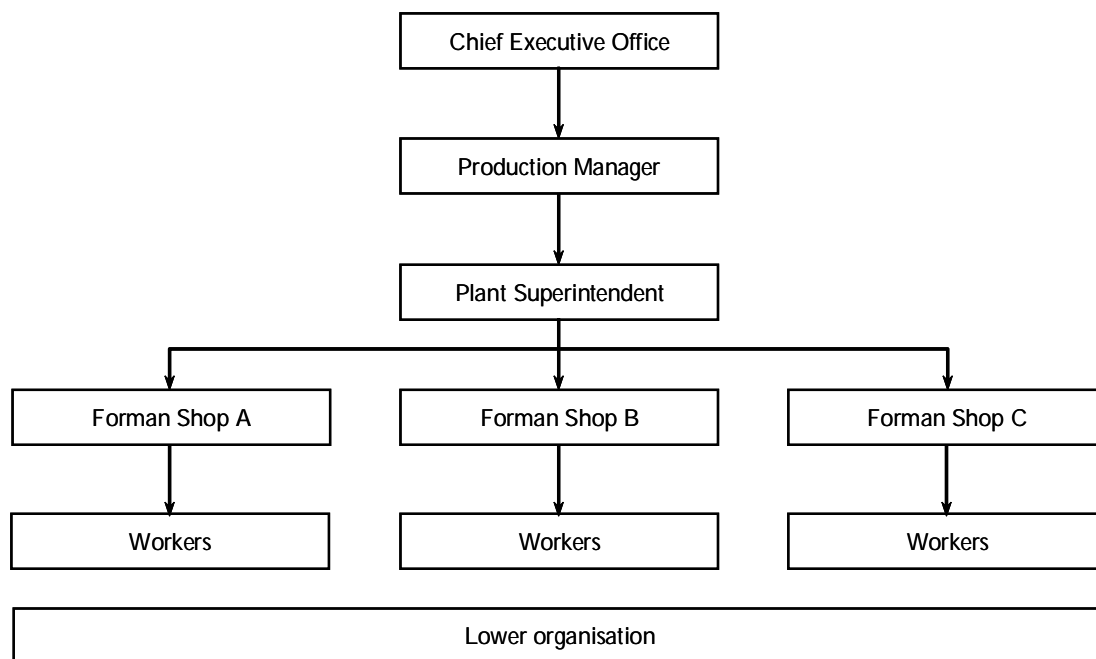 Chief Executive Office
Production Manager
Plant Superintendent
Forman Shop A
Forman Shop B
Forman Shop C
Workers
Workers
Workers
Lower organisation